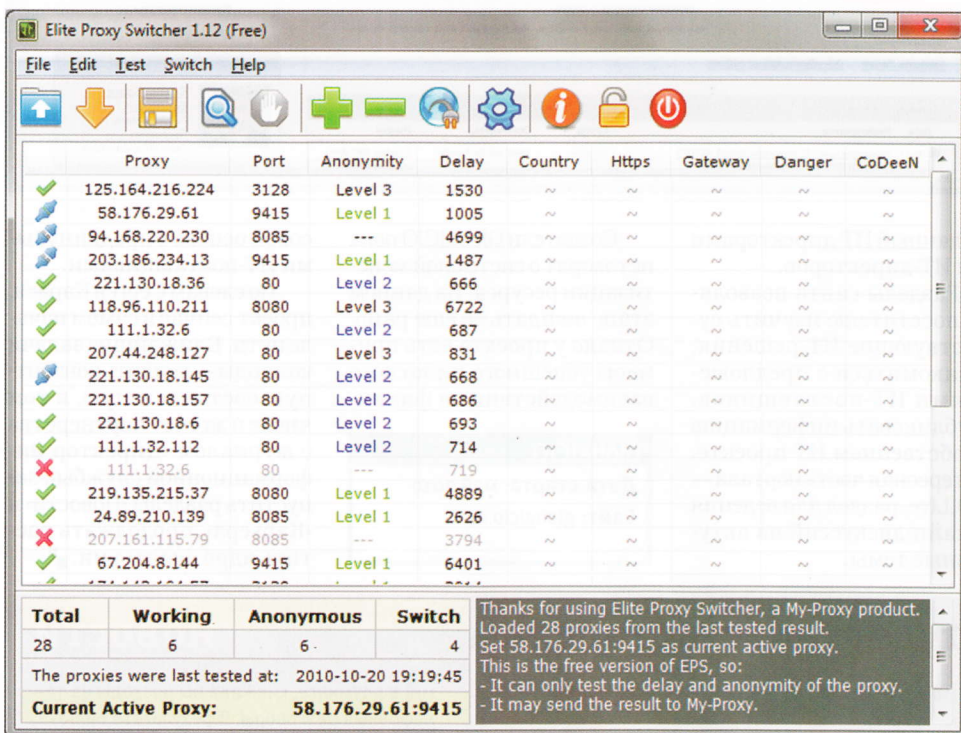 Elite Proxy Switcher 1.12 (Free)
File Edit Test Switch Help
Proxy Port Anonymity Delay Country Https Gateway Danger CoDeeN
125.164.216.224 3128 Level 3 1530 ~ ~ ~ ~ ~
58.176.29.61 9415 Level 1 1005 ~ ~ ~ ~ ~
94.168.220.230 8085 --- 4699 ~ ~ ~ ~ ~
203.186.234.13 9415 Level 1 1487 ~ ~ ~ ~ ~
221.130.18.36 80 Level 2 666 ~ ~ ~ ~ ~
118.96.110.215 8080 Level 3 6722 ~ ~ ~ ~ ~
111.1.32.6 80 Level 2 687 ~ ~ ~ ~ ~
207.44.248.127 80 Level 3 831 ~ ~ ~ ~ ~
221.130.18.145 80 Level 2 668 ~ ~ ~ ~ ~
221.130.18.157 80 Level 2 686 ~ ~ ~ ~ ~
221.130.18.6 80 Level 2 693 ~ ~ ~ ~ ~
111.1.32.112 80 Level 2 714 ~ ~ ~ ~ ~
111.1.32.6 80 --- 719 ~ ~ ~ ~ ~
219.135.215.37 8080 Level 1 4889 ~ ~ ~ ~ ~
24.89.210.139 8085 Level 1 2626 ~ ~ ~ ~ ~
207.161.115.79 8085 --- 3794 ~ ~ ~ ~ ~
67.204.8.144 9415 Level 1 6401 ~ ~ ~ ~ ~
Total Working Anonymous Switch
28 6 6 4
The proxies were last tested at: 2010-10-20 19:19:45
Current Active Proxy: 58.176.29.61:9415
Thanks for using Elite Proxy Switcher, a My-Proxy product.
Loaded 28 proxies from the last tested result.
Set 58.176.29.61:9415 as current active proxy.
This is the free version of EPS, so:
- It can only test the delay and anonymity of the proxy.
- It may send the result to My-Proxy.